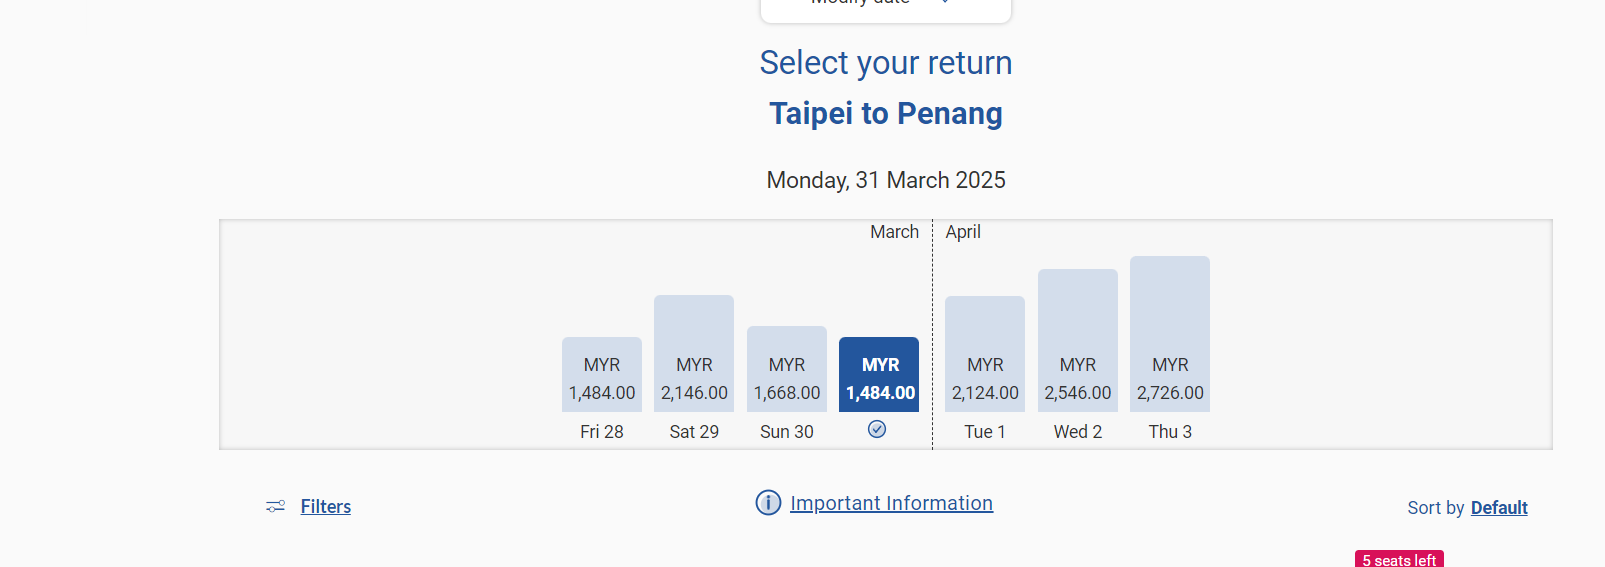 Modify date
Select your return
Taipei to Penang
Monday, 31 March 2025
March April
MYR MYR MYR MYR MYR MYR MYR
1,484.00 2,146.00 1,668.00 1,484.00 2,124.00 2,546.00 2,726.00
Fri 28 Sat 29 Sun 30 Tue 1 Wed 2 Thu 3
Filters Important Information Sort by Default
5 seats left